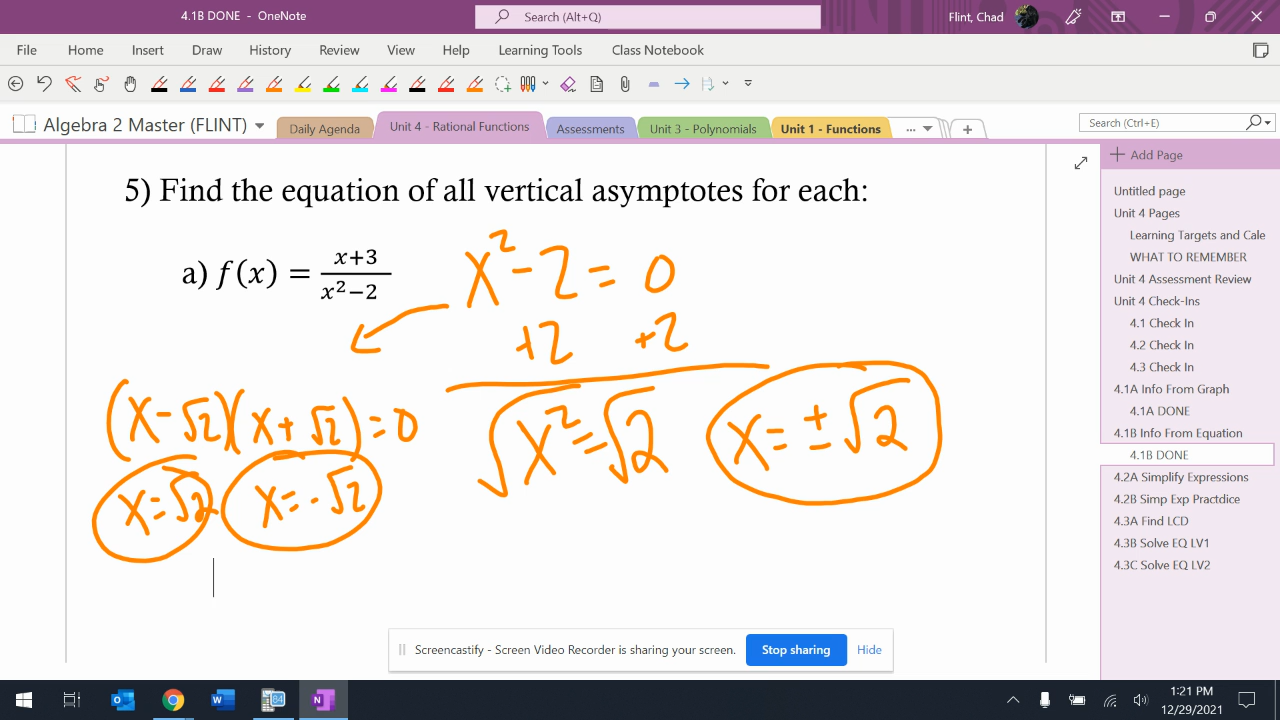 4.1B DONE - OneNote
Search (Alt+Q)
Flint, Chad
File Home Insert Draw History Review View Help Learning Tools Class Notebook
Algebra 2 Master (FLINT)
Daily Agenda
Unit 4 - Rational Functions
Assessments
Unit 3 - Polynomials
Unit 1 - Functions
...
Search (Ctrl+E)
Add Page
Untitled page
Unit 4 Pages
Learning Targets and Cale
WHAT TO REMEMBER
Unit 4 Assessment Review
Unit 4 Check-Ins
4.1 Check In
4.2 Check In
4.3 Check In
4.1A Info From Graph
4.1A DONE
4.1B Info From Equation
4.1B DONE
4.2A Simplify Expressions
4.2B Simp Exp Practdice
4.3A Find LCD
4.3B Solve EQ LV1
4.3C Solve EQ LV2
5) Find the equation of all vertical asymptotes for each:
a) f(x) = x+3 / x²−2
x² - 2 = 0
+2 +2
√x² = √2
x = ±√2
(x - √2)(x + √2) = 0
x = √2 x = -√2
Screencastify - Screen Video Recorder is sharing your screen.
Stop sharing
Hide
1:21 PM
12/29/2021